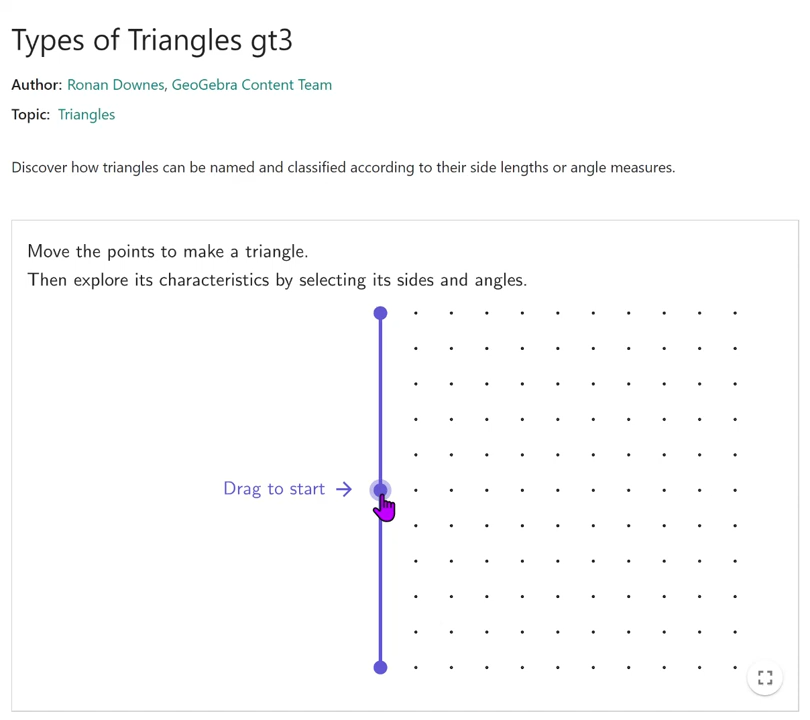 Types of Triangles gt3
Author: Ronan Downes, GeoGebra Content Team
Topic: Triangles
Discover how triangles can be named and classified according to their side lengths or angle measures.
Move the points to make a triangle.
Then explore its characteristics by selecting its sides and angles.
Drag to start →